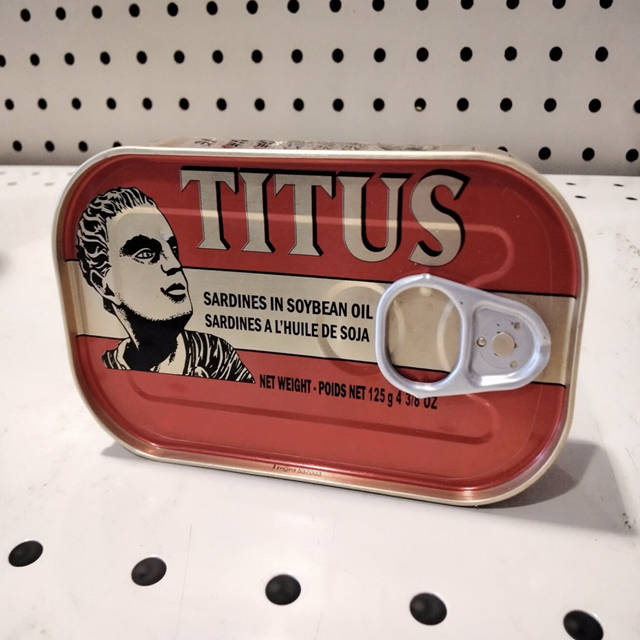 TITUS
SARDINES IN SOYBEAN OIL
SARDINES A L'HUILE DE SOJA
NET WEIGHT - POIDS NET 125 g 4 3/8 OZ